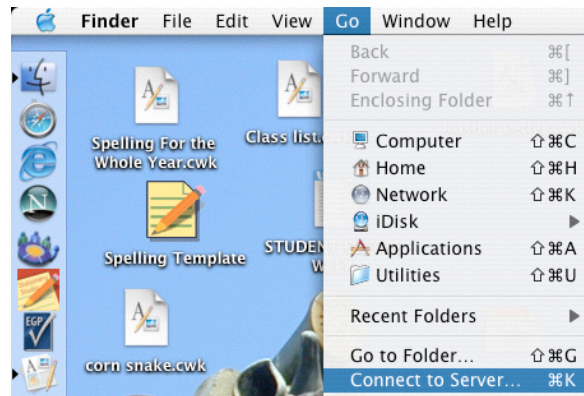 Finder File Edit View Go Window Help
Back ⌘[
Forward ⌘]
Enclosing Folder ⌘↑
Computer ⇧⌘C
Home ⇧⌘H
Network ⇧⌘K
iDisk ▶
Applications ⇧⌘A
Utilities ⇧⌘U
Recent Folders ▶
Go to Folder... ⇧⌘G
Connect to Server... ⌘K
Spelling For the
Whole Year.cwk
Class list.
Spelling Template
STUDEN
W
corn snake.cwk
EGP